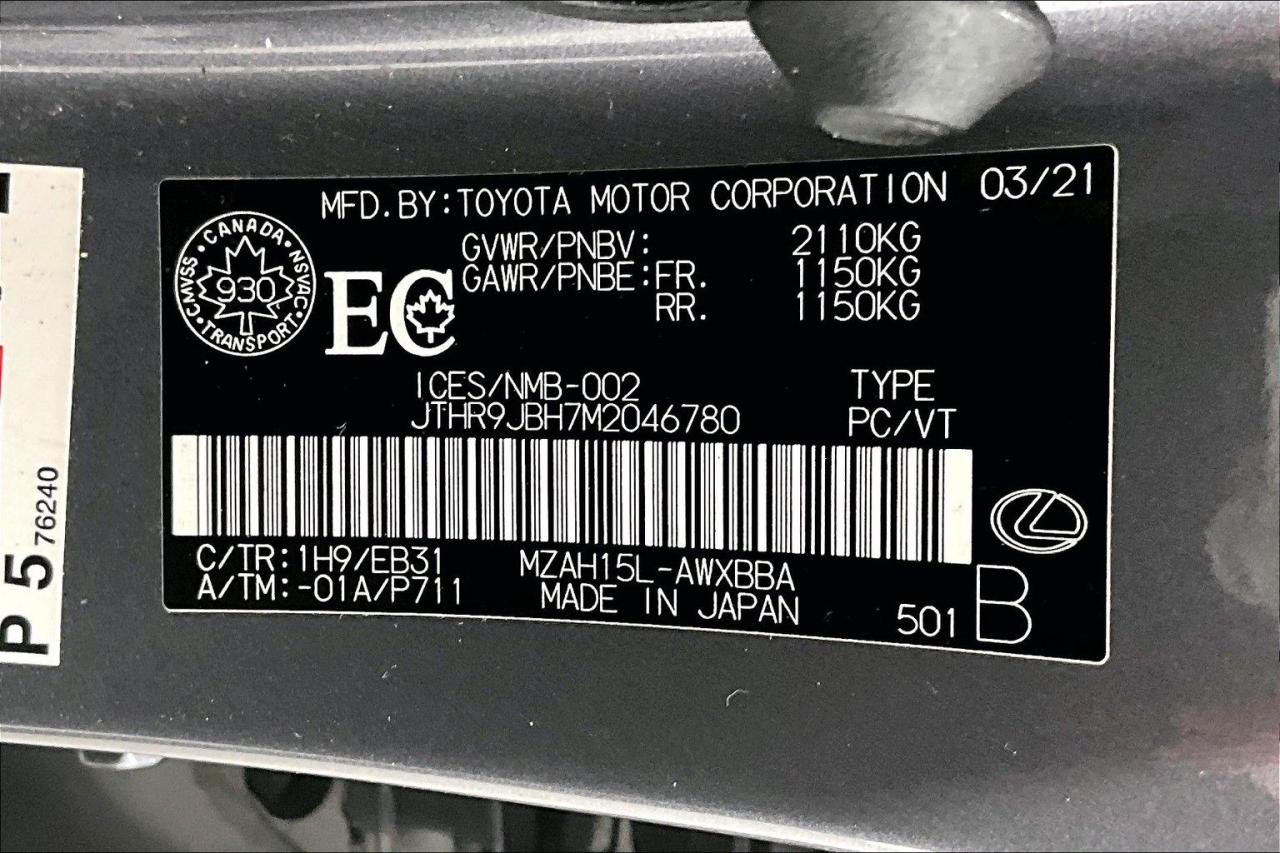 MFD. BY: TOYOTA MOTOR CORPORATION 03/21
CANADA
CMVSS · NSVAC
930
TRANSPORT
EC
GVWR/PNBV: 2110KG
GAWR/PNBE: FR. 1150KG
RR. 1150KG
ICES/NMB-002 TYPE
JTHR9JBH7M2046780 PC/VT
C/TR: 1H9/EB31 MZAH15L-AWXBBA
A/TM: -01A/P711 MADE IN JAPAN
501 B
P 5 76240